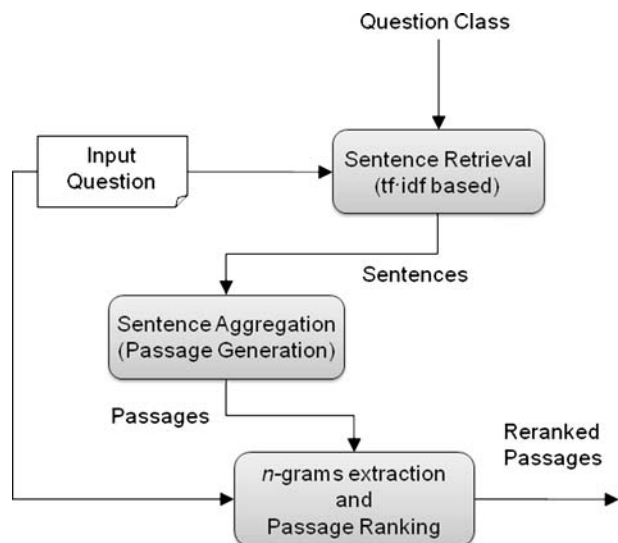 Question Class
Input
Question
Sentence Retrieval
(tf·idf based)
Sentences
Sentence Aggregation
(Passage Generation)
Passages
Reranked
Passages
n-grams extraction
and
Passage Ranking